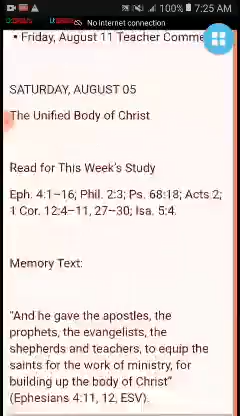 100% 7:25 AM
No internet connection
• Friday, August 11 Teacher Comme
SATURDAY, AUGUST 05
The Unified Body of Christ
Read for This Week's Study
Eph. 4:1–16; Phil. 2:3; Ps. 68:18; Acts 2;
1 Cor. 12:4–11, 27–30; Isa. 5:4.
Memory Text:
"And he gave the apostles, the
prophets, the evangelists, the
shepherds and teachers, to equip the
saints for the work of ministry, for
building up the body of Christ"
(Ephesians 4:11, 12, ESV).